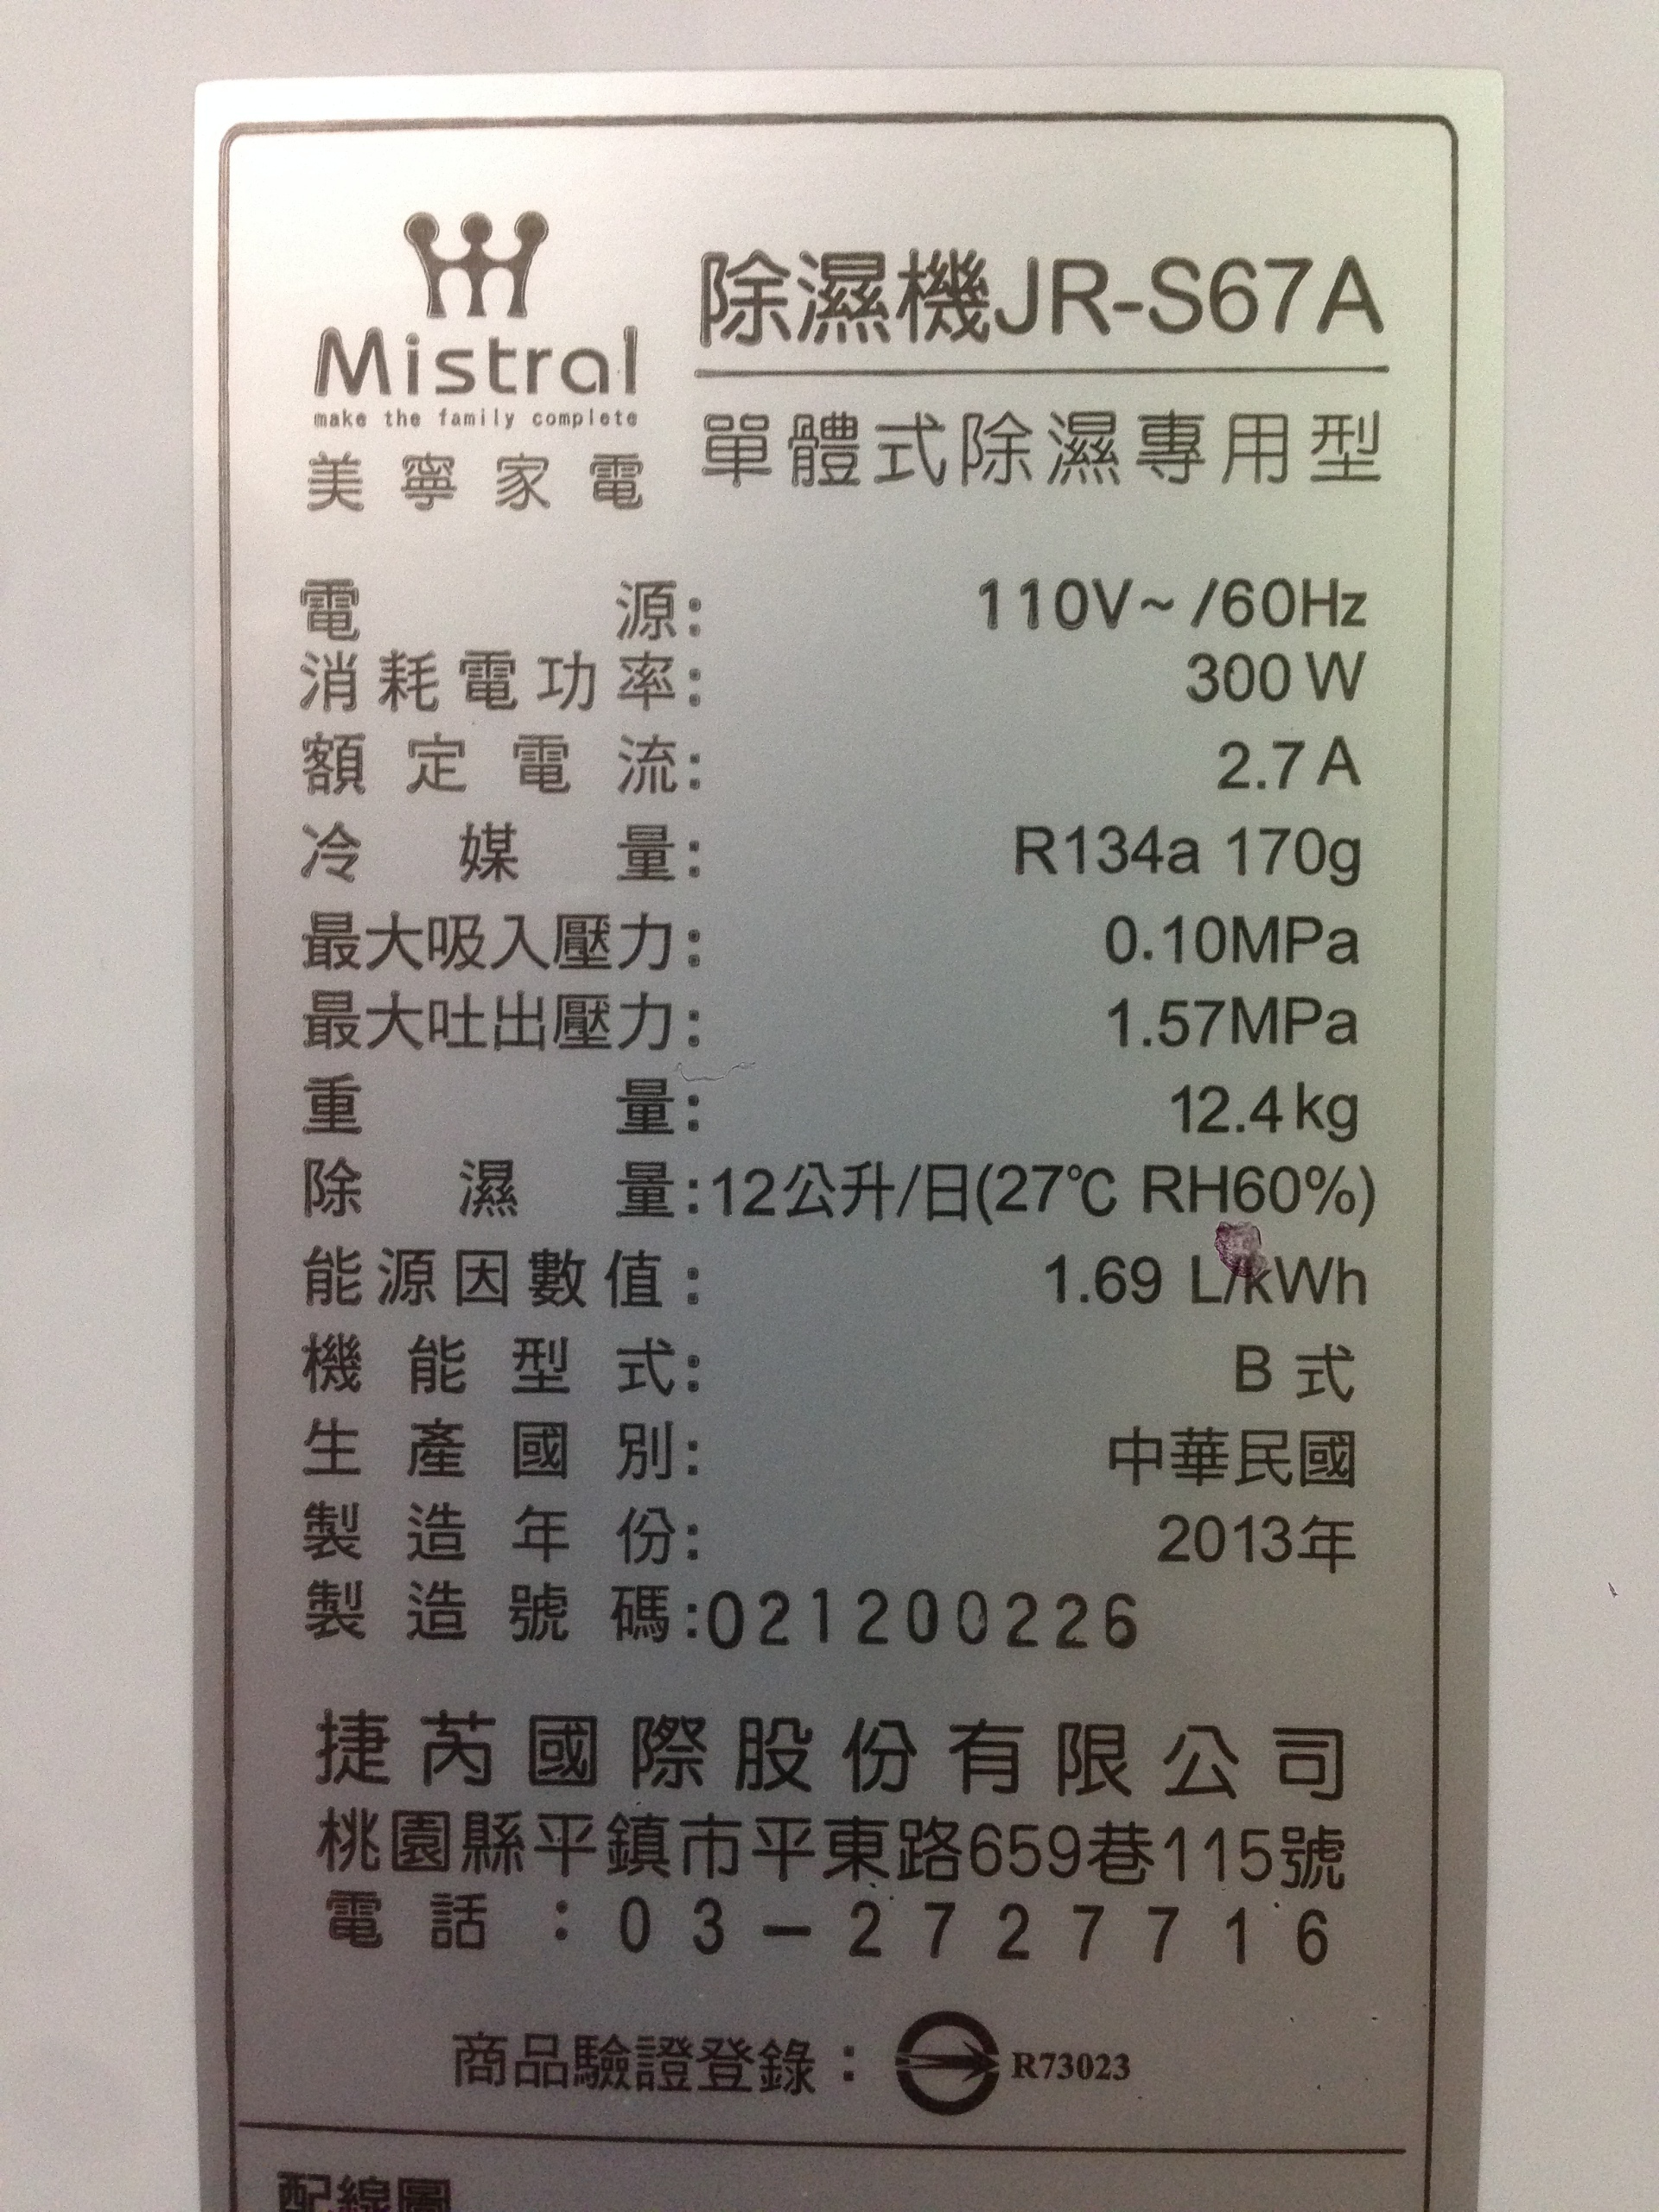 Mistral
make the family complete
美寧家電
除濕機JR-S67A
單體式除濕專用型
電源: 110V~/60Hz
消耗電功率: 300W
額定電流: 2.7A
冷媒量: R134a 170g
最大吸入壓力: 0.10MPa
最大吐出壓力: 1.57MPa
重量: 12.4kg
除濕量:12公升/日(27℃ RH60%)
能源因數值: 1.69 L/kWh
機能型式: B 式
生產國別: 中華民國
製造年份: 2013年
製造號碼:021200226
捷芮國際股份有限公司
桃園縣平鎮市平東路659巷115號
電話:03-2727716
商品驗證登錄: R73023
配線圖